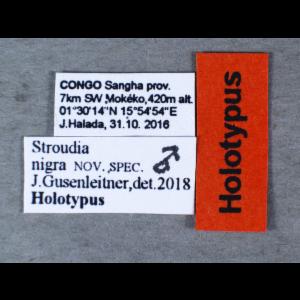 CONGO Sangha prov.
7km SW ,Mokéko,420m alt.
01°30'14"N 15°54'54"E
J.Halada, 31.10. 2016
Stroudia
nigra NOV. SPEC. ♂
J.Gusenleitner,det.2018
Holotypus
Holotypus